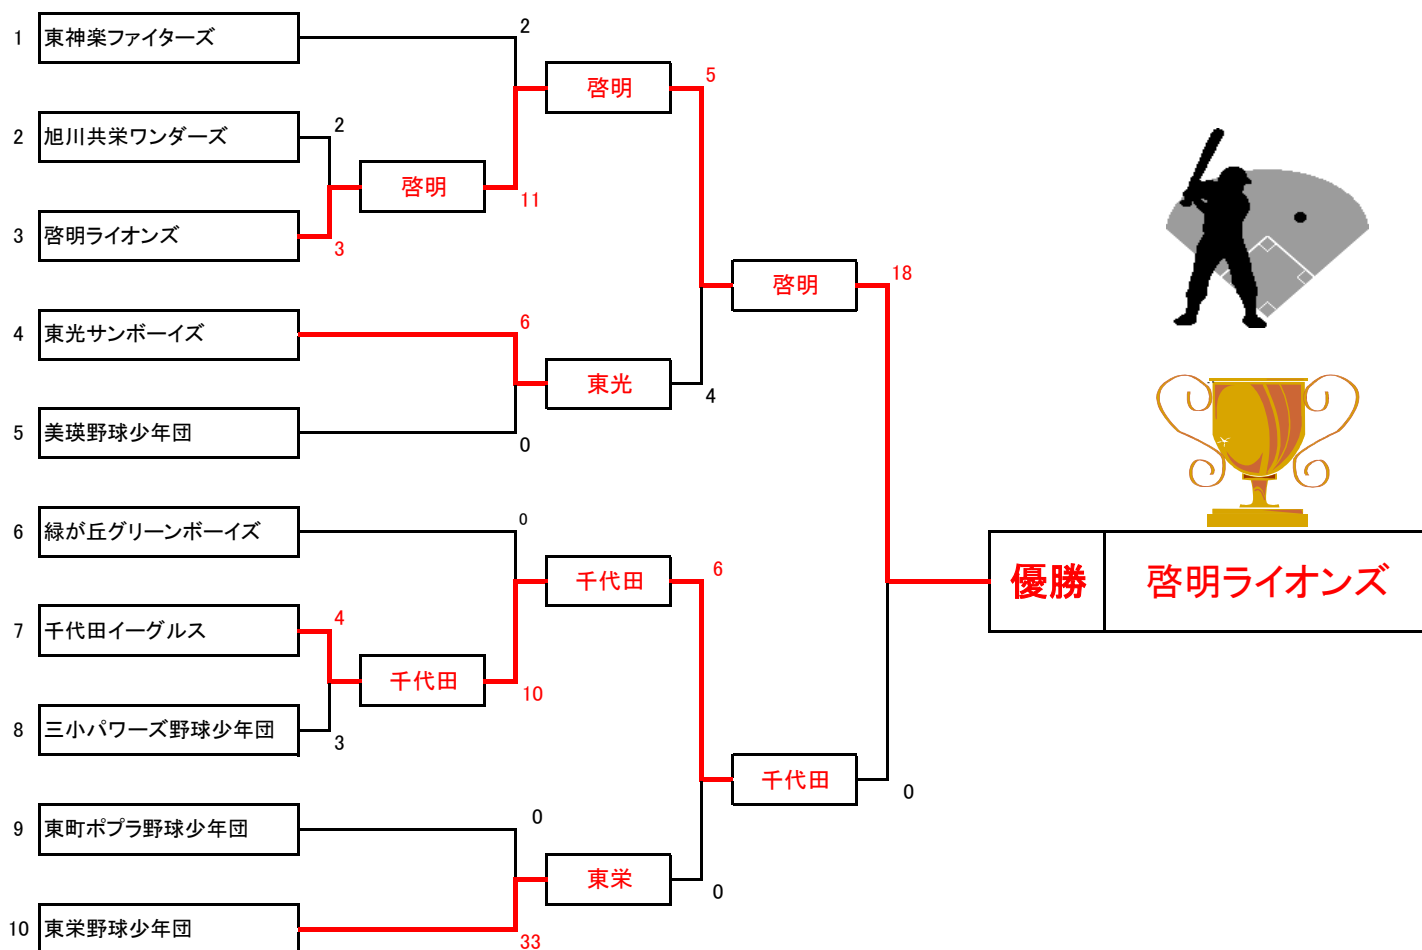 1 東神楽ファイターズ
2
2 旭川共栄ワンダーズ
2
3 啓明ライオンズ
3
啓明
11
啓明
5
4 東光サンボーイズ
6
5 美瑛野球少年団
0
東光
4
啓明
18
6 緑が丘グリーンボーイズ
0
7 千代田イーグルス
4
8 三小パワーズ野球少年団
3
千代田
10
千代田
6
9 東町ポプラ野球少年団
0
10 東栄野球少年団
33
東栄
0
千代田
0
優勝 啓明ライオンズ